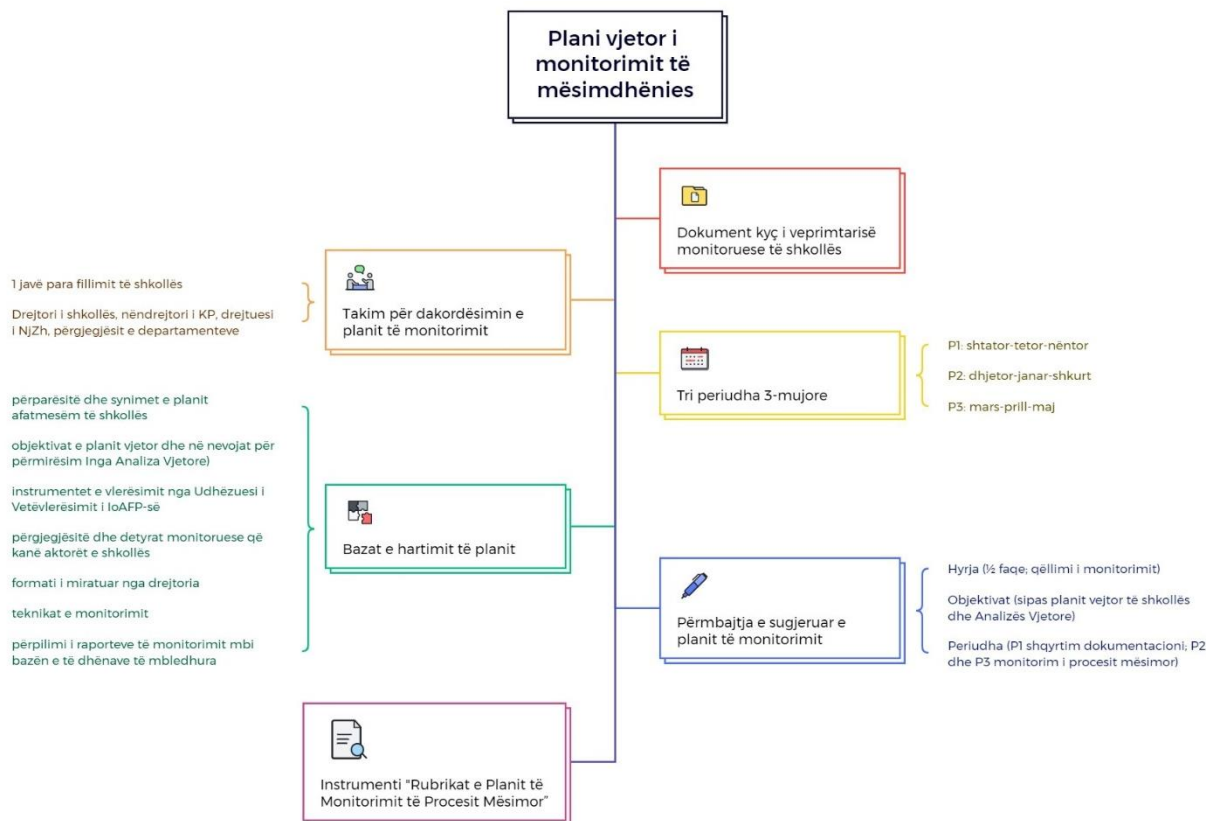 Plani vjetor i
monitorimit të
mësimdhënies
Dokument kyç i veprimtarisë
monitoruese të shkollës
1 javë para fillimit të shkollës
Drejtori i shkollës, nëndrejtori i KP, drejtuesi
i NjZh, përgjegjësit e departamenteve
Takim për dakordësimin e
planit të monitorimit
Tri periudha 3-mujore
P1: shtator-tetor-nëntor
P2: dhjetor-janar-shkurt
P3: mars-prill-maj
përparësitë dhe synimet e planit
afatmesëm të shkollës
objektivat e planit vjetor dhe në nevojat për
përmirësim Inga Analiza Vjetore)
instrumentet e vlerësimit nga Udhëzuesi i
Vetëvlerësimit i IoAFP-së
përgjegjësitë dhe detyrat monitoruese që
kanë aktorët e shkollës
formati i miratuar nga drejtoria
teknikat e monitorimit
përpilimi i raporteve të monitorimit mbi
bazën e të dhënave të mbledhura
Bazat e hartimit të planit
Përmbajtja e sugjeruar e
planit të monitorimit
Hyrja (½ faqe; qëllimi i monitorimit)
Objektivat (sipas planit vejtor të shkollës
dhe Analizës Vjetore)
Periudha (P1 shqyrtim dokumentacioni; P2
dhe P3 monitorim i procesit mësimor)
Instrumenti “Rubrikat e Planit të
Monitorimit të Procesit Mësimor”